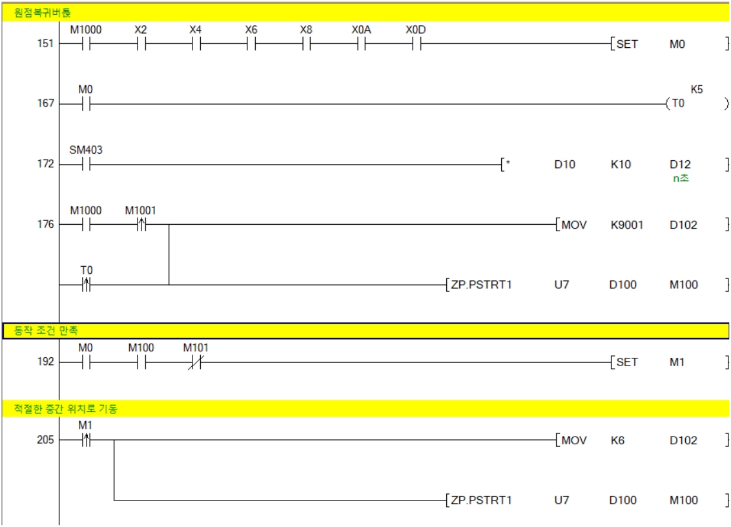 원점복귀버튼
M1000 X2 X4 X6 X8 X0A X0D
151 SET M0
M0 K5
167 T0
SM403
172 * D10 K10 D12
n초
M1000 M1001
176 MOV K9001 D102
T0
ZP.PSTRT1 U7 D100 M100
동작 조건 만족
M0 M100 M101
192 SET M1
적절한 중간 위치로 기동
M1
205 MOV K6 D102
ZP.PSTRT1 U7 D100 M100